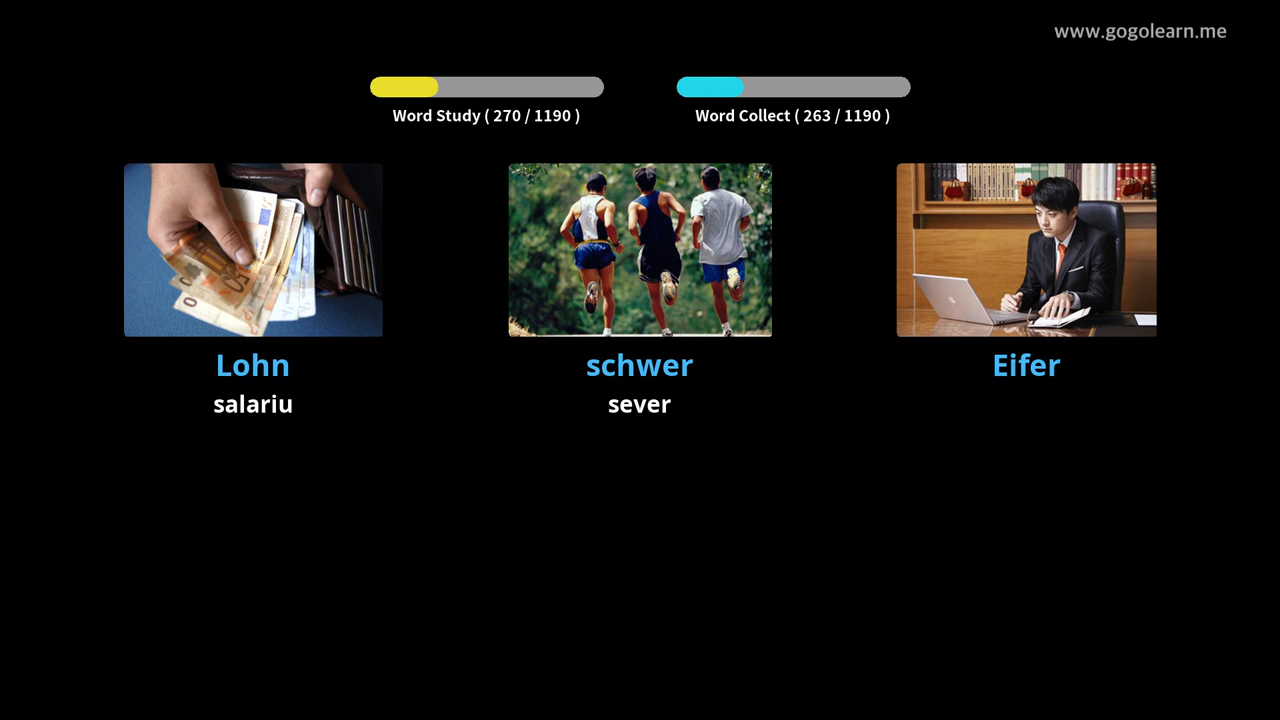 www.gogolearn.me
Word Study ( 270 / 1190 )
Word Collect ( 263 / 1190 )
Lohn
schwer
Eifer
salariu
sever